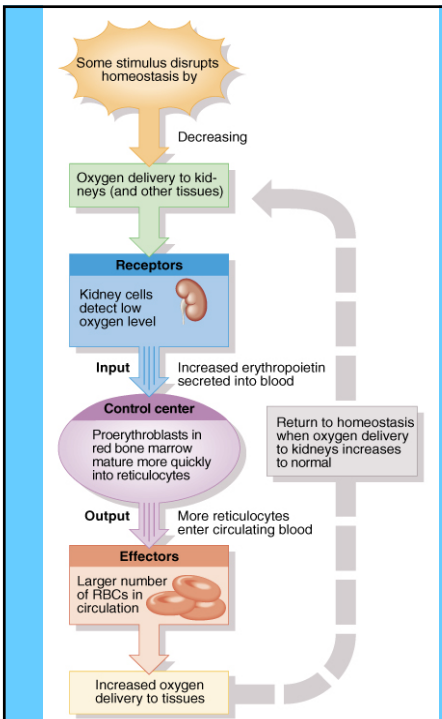 Some stimulus disrupts
homeostasis by
Decreasing
Oxygen delivery to kid-
neys (and other tissues)
Receptors
Kidney cells
detect low
oxygen level
Input
Increased erythropoietin
secreted into blood
Control center
Proerythroblasts in
red bone marrow
mature more quickly
into reticulocytes
Return to homeostasis
when oxygen delivery
to kidneys increases
to normal
Output
More reticulocytes
enter circulating blood
Effectors
Larger number
of RBCs in
circulation
Increased oxygen
delivery to tissues